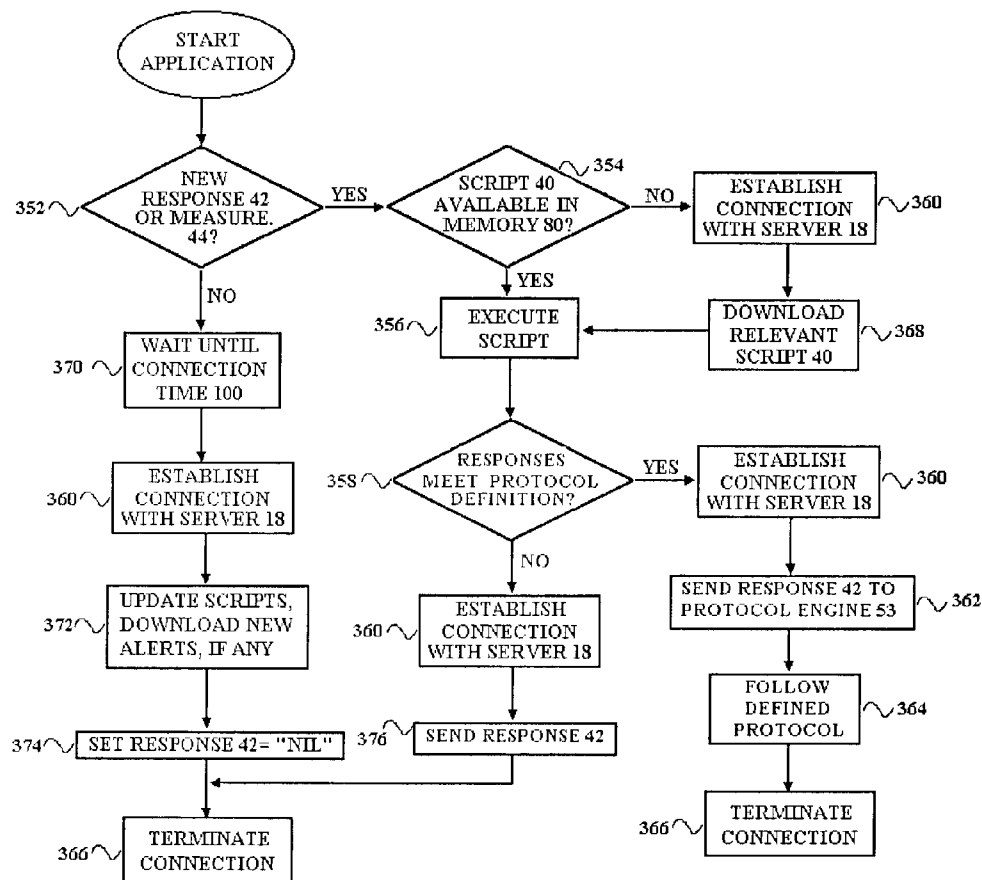 START
APPLICATION
352
NEW
RESPONSE 42
OR MEASURE.
44?
YES
354
SCRIPT 40
AVAILABLE IN
MEMORY 80?
NO
ESTABLISH
CONNECTION
WITH SERVER 18
360
NO
YES
370
WAIT UNTIL
CONNECTION
TIME 100
356
EXECUTE
SCRIPT
DOWNLOAD
RELEVANT
SCRIPT 40
368
360
ESTABLISH
CONNECTION
WITH SERVER 18
358
RESPONSES
MEET PROTOCOL
DEFINITION?
YES
ESTABLISH
CONNECTION
WITH SERVER 18
360
NO
372
UPDATE SCRIPTS,
DOWNLOAD NEW
ALERTS, IF ANY
360
ESTABLISH
CONNECTION
WITH SERVER 18
SEND RESPONSE 42 TO
PROTOCOL ENGINE 53
362
374
SET RESPONSE 42= "NIL"
376
SEND RESPONSE 42
FOLLOW
DEFINED
PROTOCOL
364
366
TERMINATE
CONNECTION
366
TERMINATE
CONNECTION